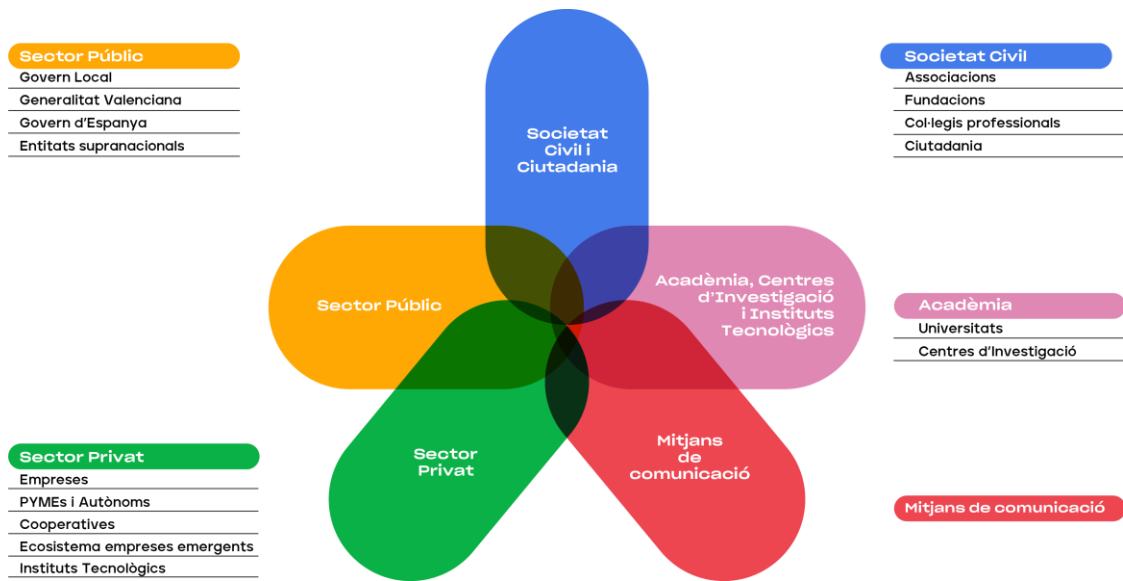 Sector Públic
Govern Local
Generalitat Valenciana
Govern d'Espanya
Entitats supranacionals
Societat Civil
Associacions
Fundacions
Col·legis professionals
Ciutadania
Societat
Civil i
Ciutadania
Sector Públic
Acadèmia, Centres
d'Investigació
i Instituts
Tecnològics
Acadèmia
Universitats
Centres d'Investigació
Sector
Privat
Mitjans
de
comunicació
Sector Privat
Empreses
PYMEs i Autònoms
Cooperatives
Ecosistema empreses emergents
Instituts Tecnològics
Mitjans de comunicació